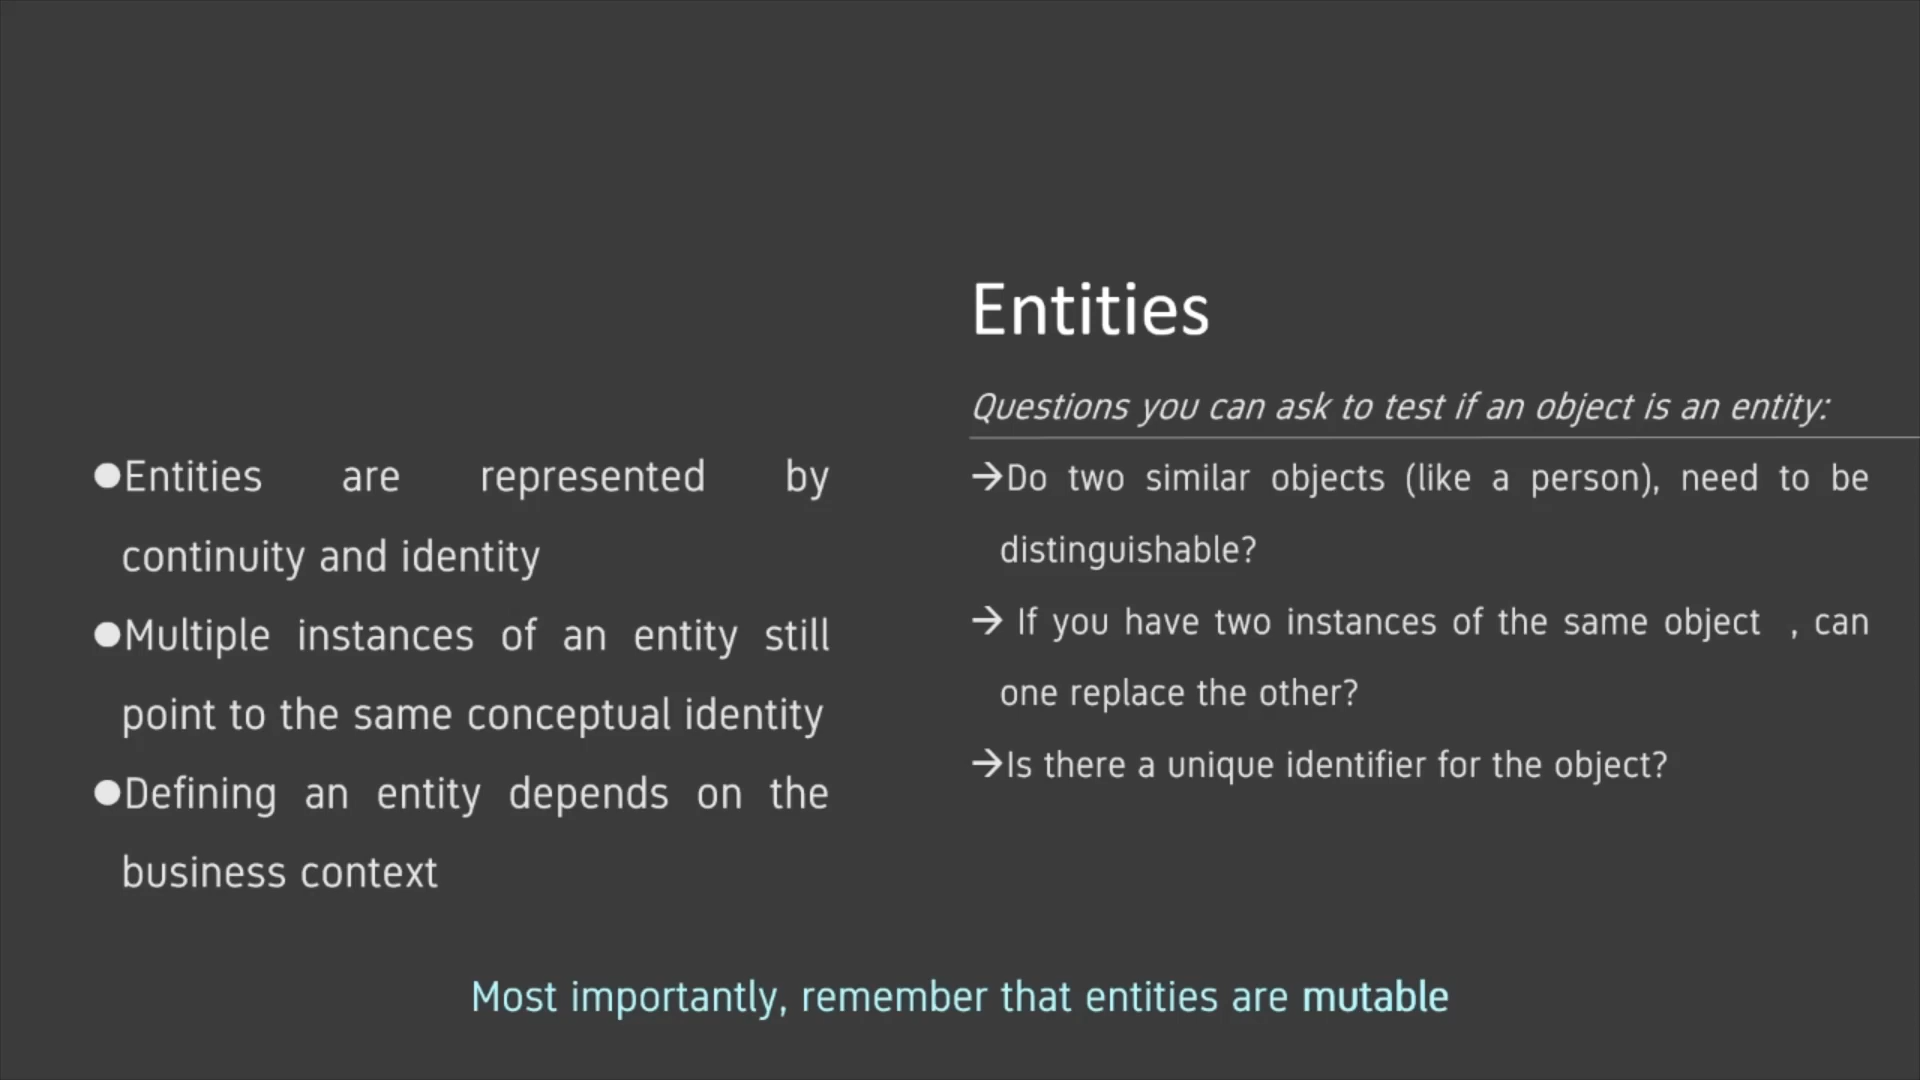 Entities
Questions you can ask to test if an object is an entity:
●Entities are represented by
continuity and identity
●Multiple instances of an entity still
point to the same conceptual identity
●Defining an entity depends on the
business context
→Do two similar objects (like a person), need to be
distinguishable?
→ If you have two instances of the same object , can
one replace the other?
→Is there a unique identifier for the object?
Most importantly, remember that entities are mutable